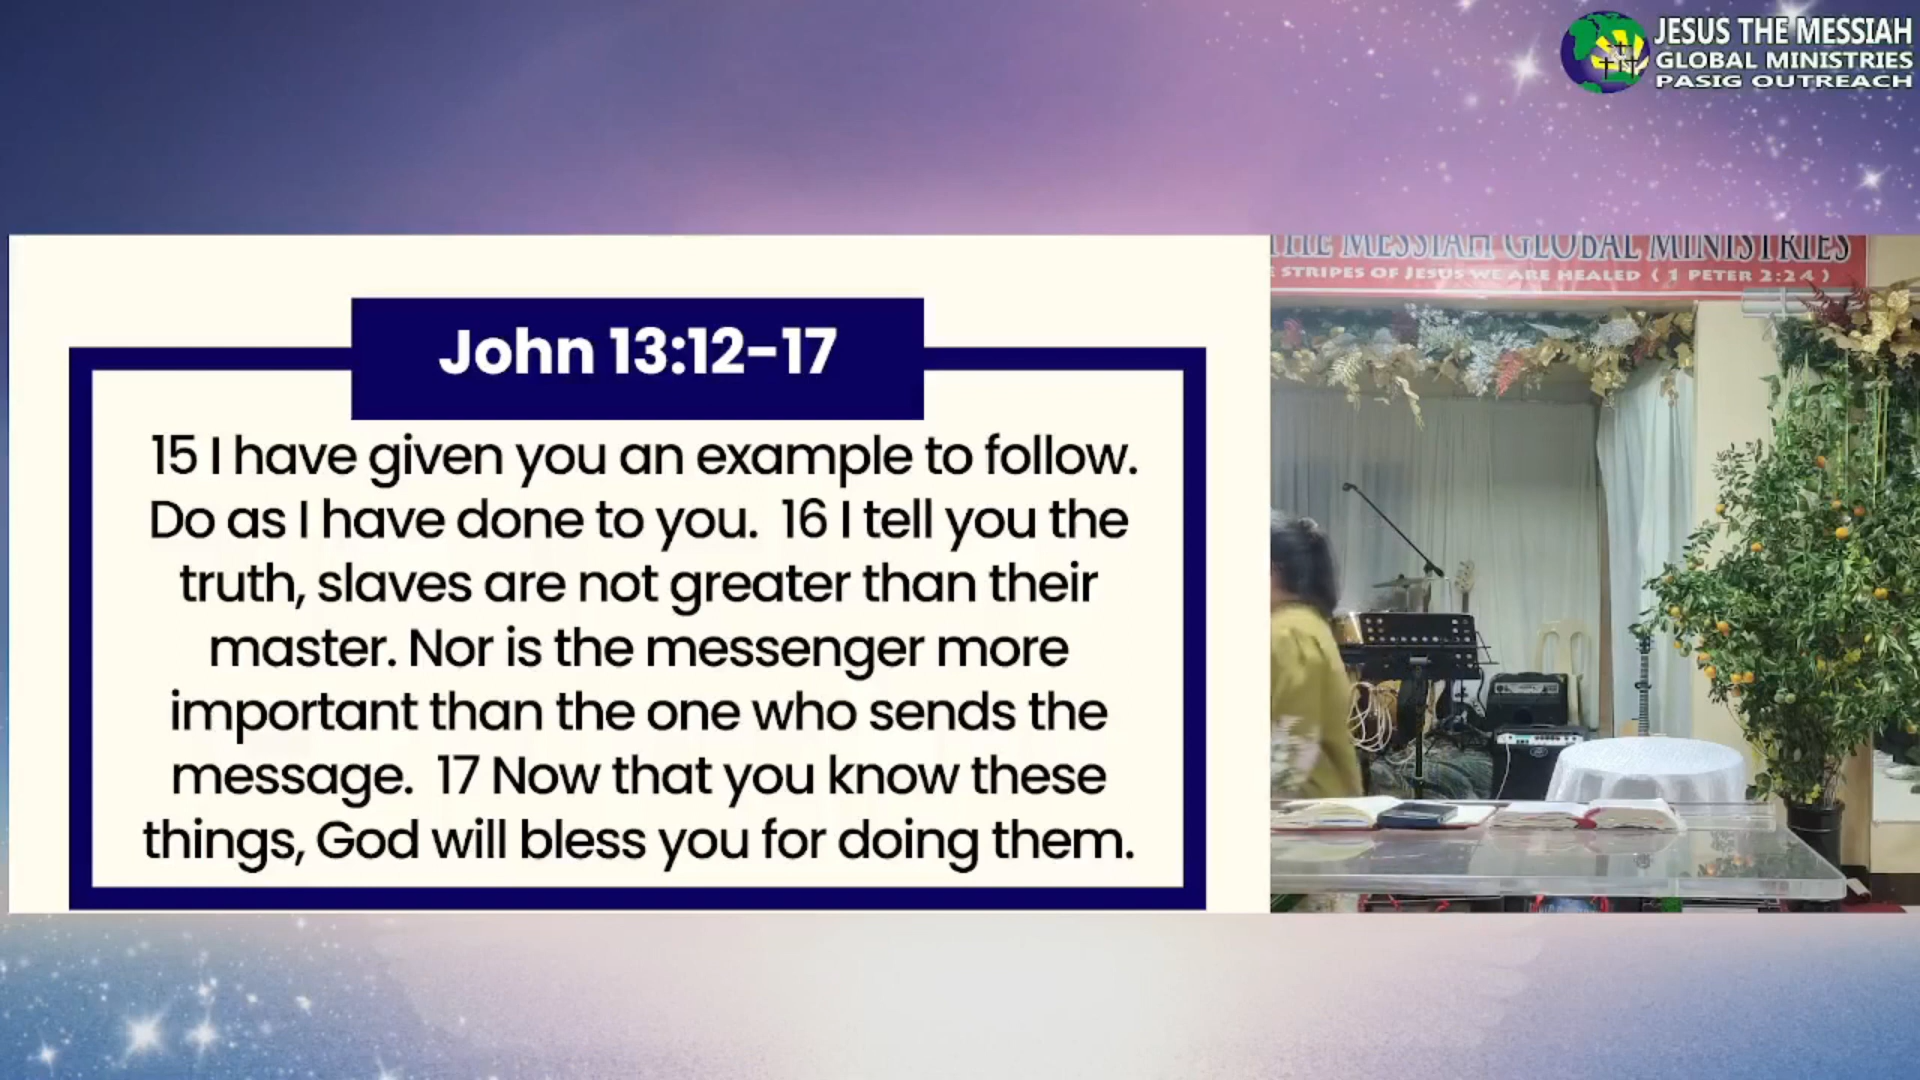 JESUS THE MESSIAH
GLOBAL MINISTRIES
PASIG OUTREACH
THE MESSIAH GLOBAL MINISTRIES
STRIPES OF JESUS WE ARE HEALED ( 1 PETER 2:24 )
John 13:12-17
15 I have given you an example to follow.
Do as I have done to you. 16 I tell you the
truth, slaves are not greater than their
master. Nor is the messenger more
important than the one who sends the
message. 17 Now that you know these
things, God will bless you for doing them.